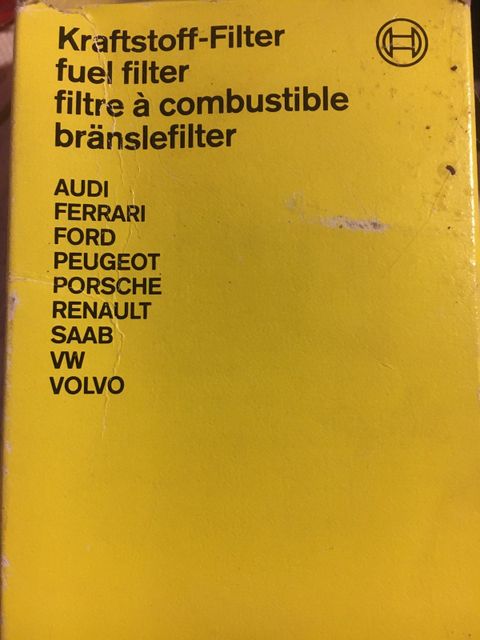 Kraftstoff-Filter
fuel filter
filtre à combustible
bränslefilter
AUDI
FERRARI
FORD
PEUGEOT
PORSCHE
RENAULT
SAAB
VW
VOLVO